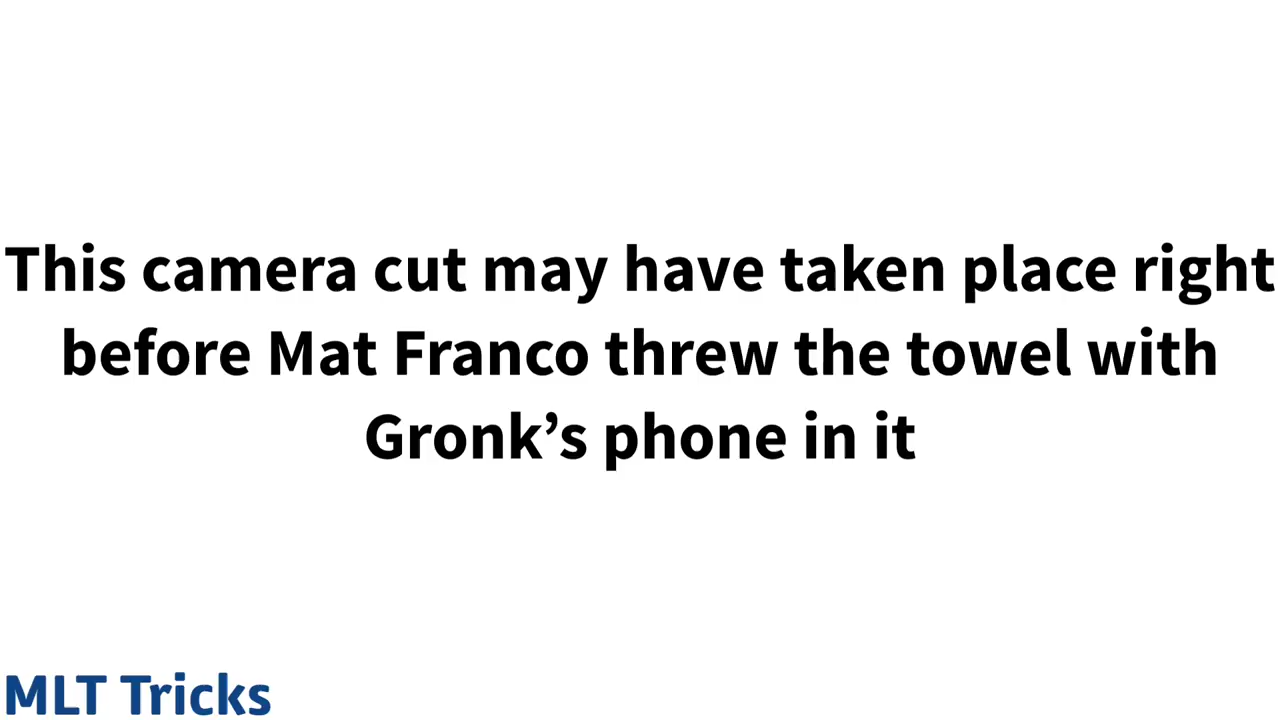 This camera cut may have taken place right
before Mat Franco threw the towel with
Gronk’s phone in it
MLT Tricks